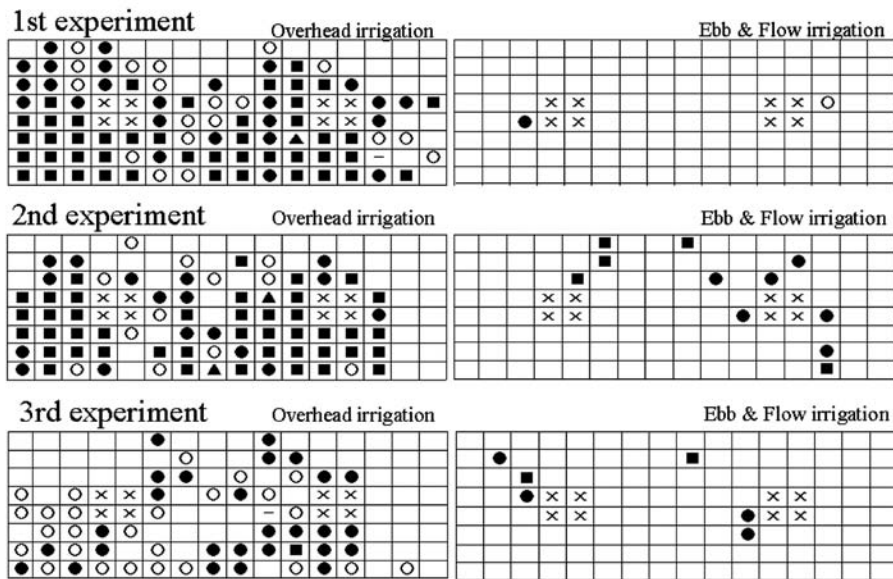 1st experiment
Overhead irrigation
Ebb & Flow irrigation
2nd experiment
Overhead irrigation
Ebb & Flow irrigation
3rd experiment
Overhead irrigation
Ebb & Flow irrigation